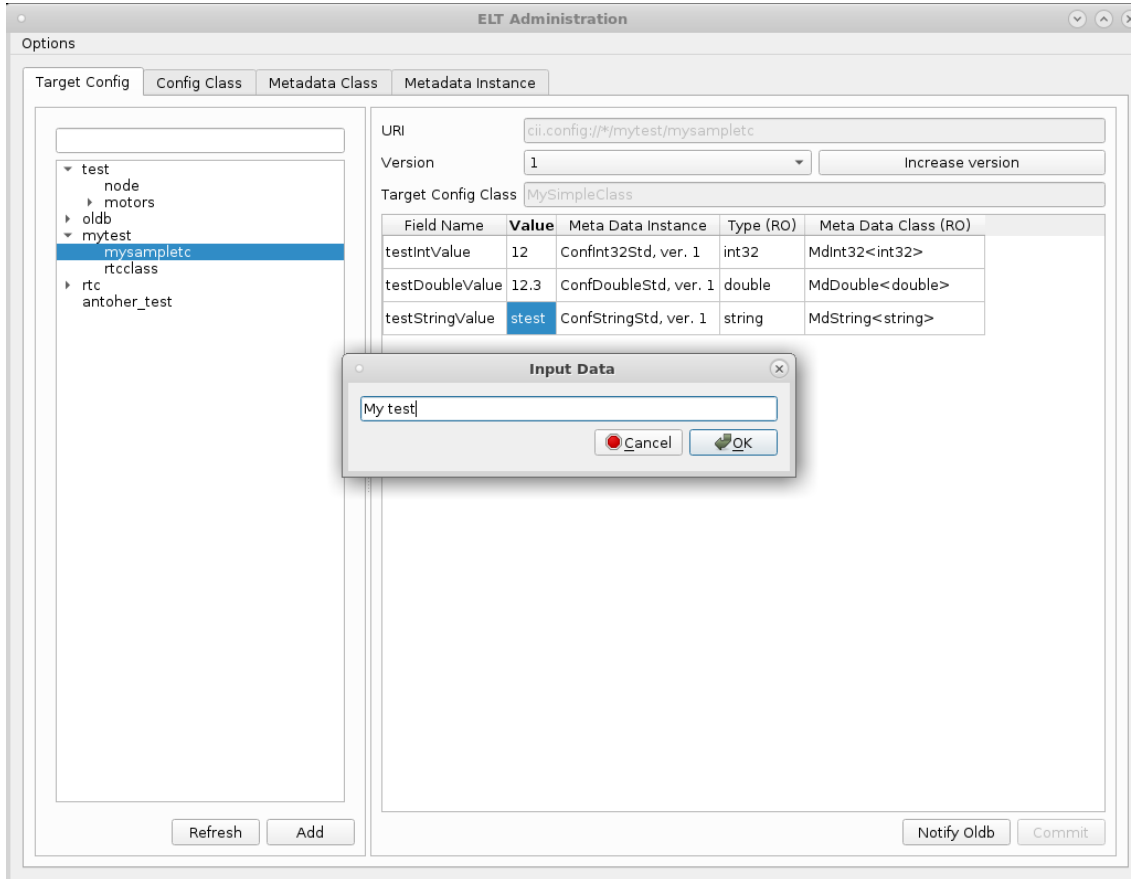 ELT Administration
Options
Target Config Config Class Metadata Class Metadata Instance
test
node
motors
oldb
mytest
mysampletc
rtcclass
rtc
antoher_test
Refresh Add
URI cii.config://*/mytest/mysampletc
Version 1 Increase version
Target Config Class MySimpleClass
Field Name Value Meta Data Instance Type (RO) Meta Data Class (RO)
testIntValue 12 ConfInt32Std, ver. 1 int32 MdInt32<int32>
testDoubleValue 12.3 ConfDoubleStd, ver. 1 double MdDouble<double>
testStringValue stest ConfStringStd, ver. 1 string MdString<string>
Input Data
My test
Cancel OK
Notify Oldb Commit